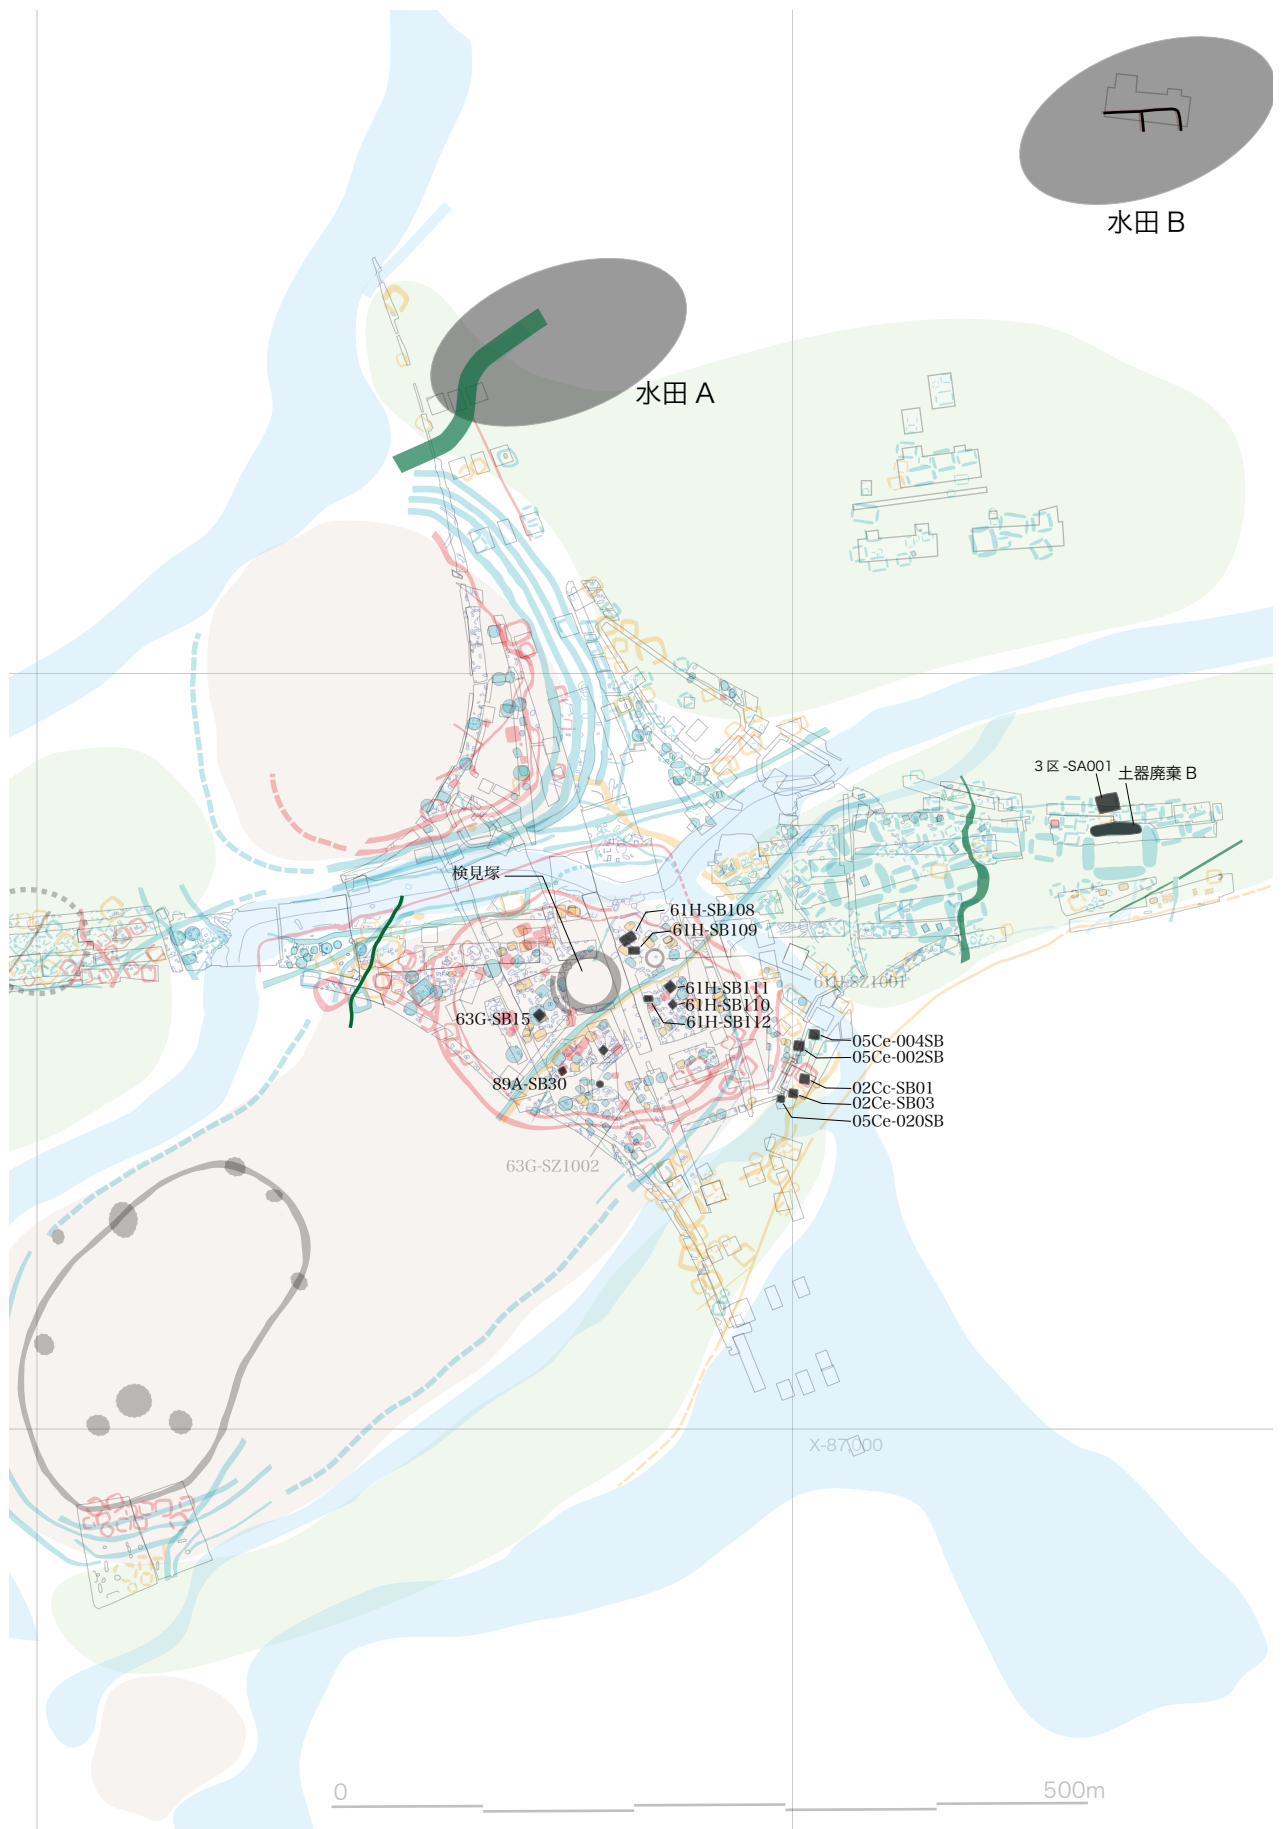 水田 B
水田 A
3 区 -SA001
土器廃棄 B
検見塚
61H-SB108
61H-SB109
61H-SZ1001
61H-SB111
61H-SB110
61H-SB112
63G-SB15
05Ce-004SB
05Ce-002SB
89A-SB30
02Cc-SB01
02Ce-SB03
05Ce-020SB
63G-SZ1002
X-87,000
0
500m